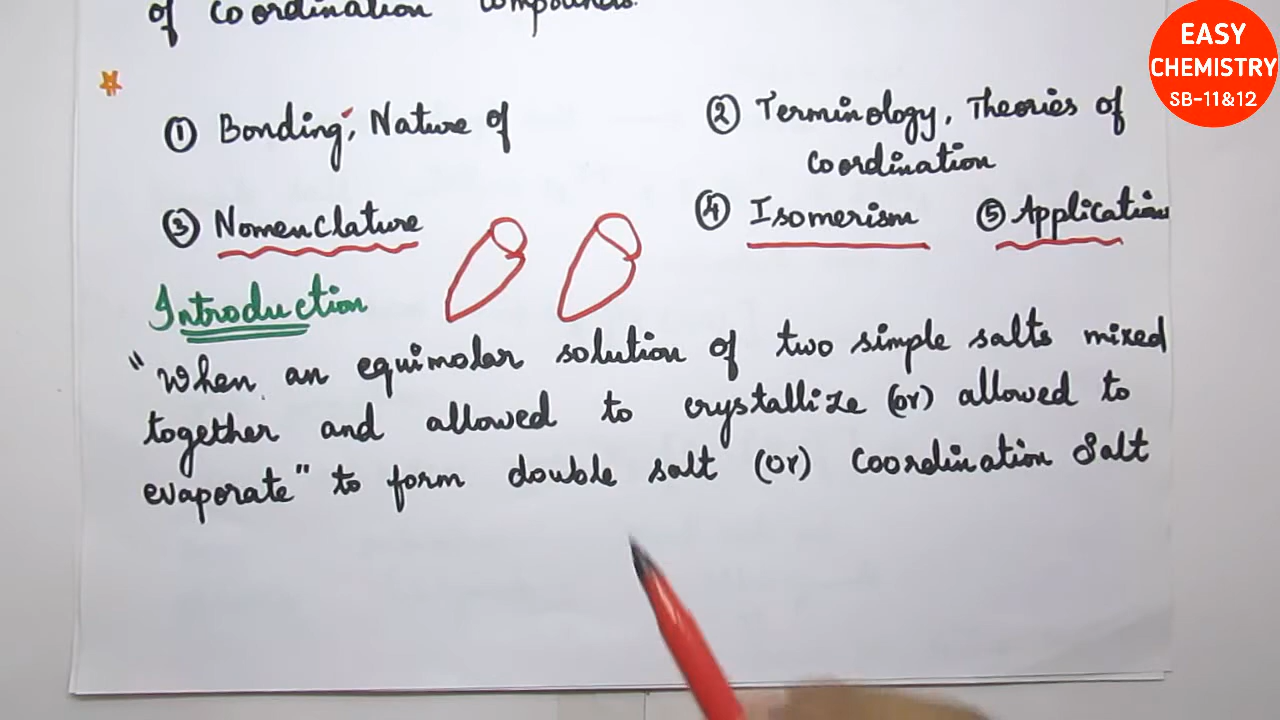 of coordination compounds.
① Bonding, Nature of
② Terminology, Theories of
coordination
③ Nomenclature
④ Isomerism
⑤ Application
Introduction
"When an equimolar solution of two simple salts mixed
together and allowed to crystallize (or) allowed to
evaporate" to form double salt (or) coordination salt
EASY
CHEMISTRY
SB-11&12